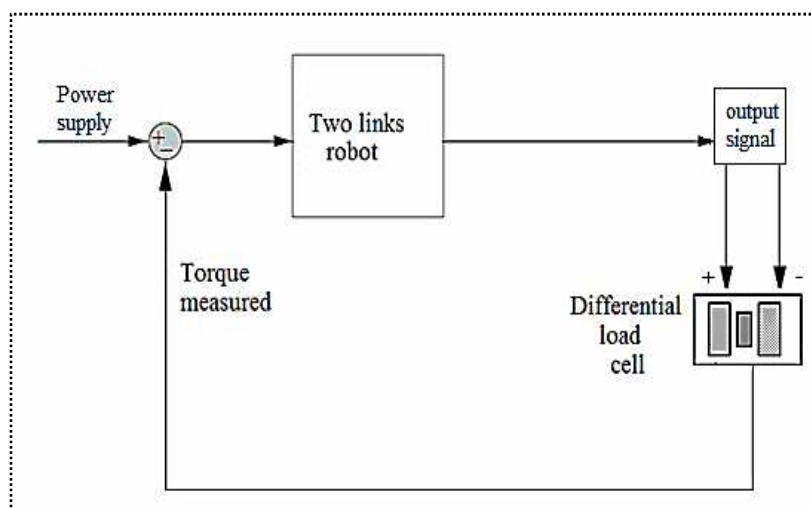 Power
supply
+
−
Two links
robot
output
signal
+
-
Torque
measured
Differential
load
cell